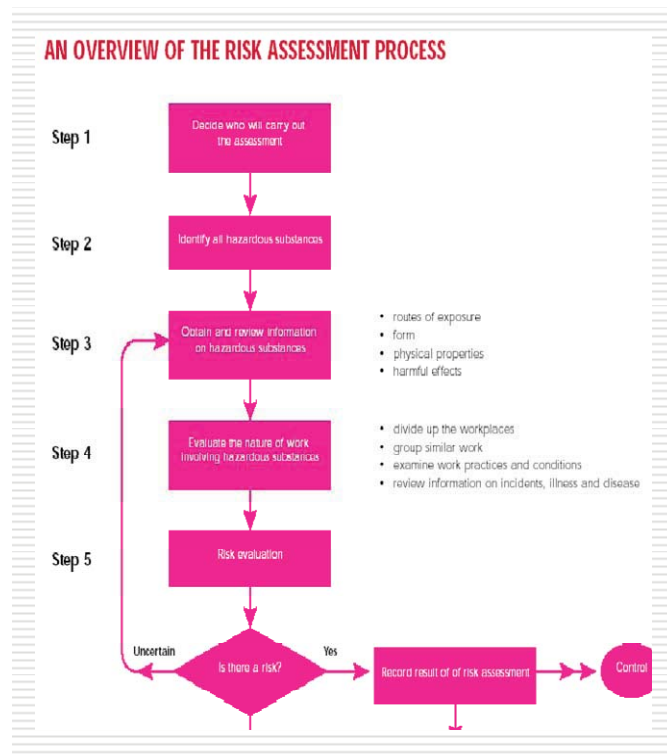 AN OVERVIEW OF THE RISK ASSESSMENT PROCESS
Step 1
Decide who will carry out
the assessment
Step 2
Identify all hazardous substances
Step 3
Obtain and review information
on hazardous substances
• routes of exposure
• form
• physical properties
• harmful effects
Step 4
Evaluate the nature of work
Involving hazardous substances
• divide up the workplaces
• group similar work
• examine work practices and conditions
• review information on incidents, illness and disease
Step 5
Risk evaluation
Uncertain
Is there a risk?
Yes
Record result of of risk assessment
Control